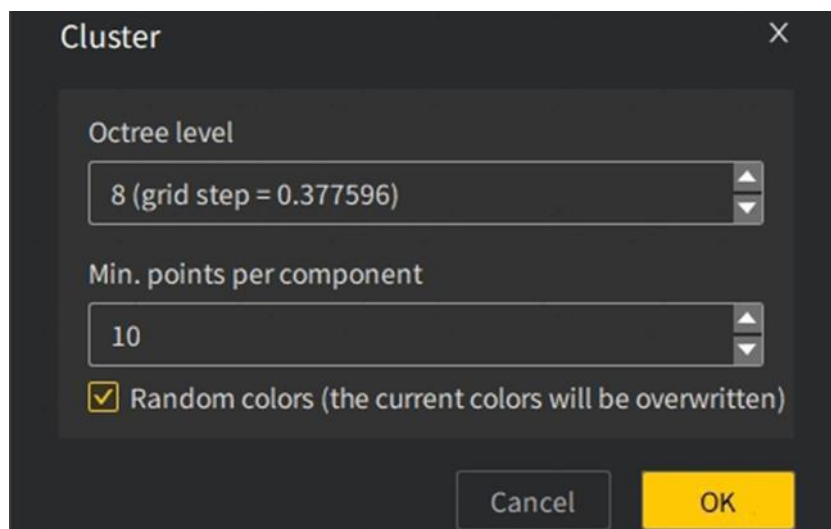 Cluster
Octree level
8 (grid step = 0.377596)
Min. points per component
10
Random colors (the current colors will be overwritten)
Cancel
OK